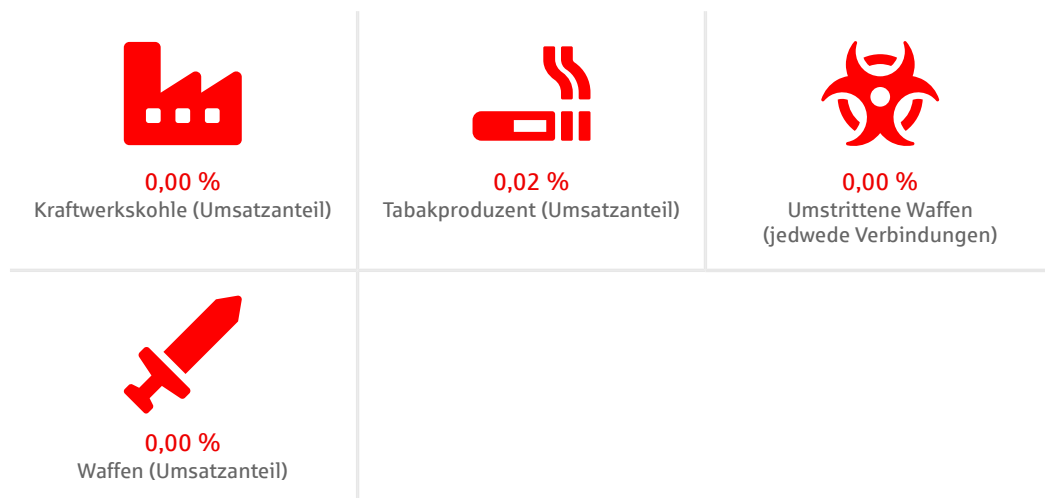 0,00 %
Kraftwerkskohle (Umsatzanteil)
0,02 %
Tabakproduzent (Umsatzanteil)
0,00 %
Umstrittene Waffen
(jedwede Verbindungen)
0,00 %
Waffen (Umsatzanteil)